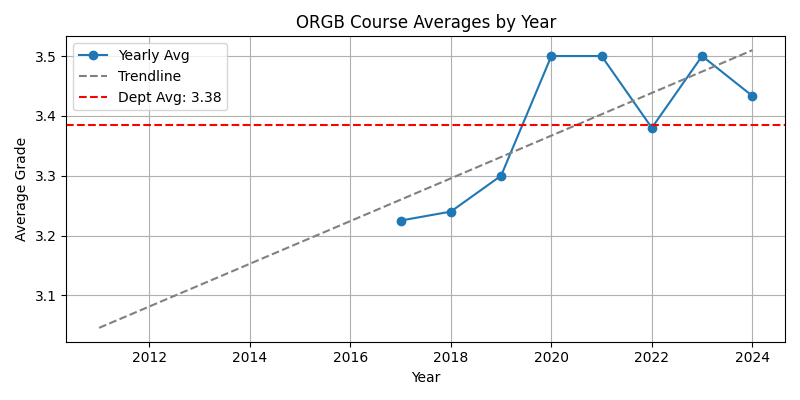 ORGB Course Averages by Year
Yearly Avg
Trendline
Dept Avg: 3.38
Average Grade
3.5
3.4
3.3
3.2
3.1
2012
2014
2016
2018
2020
2022
2024
Year